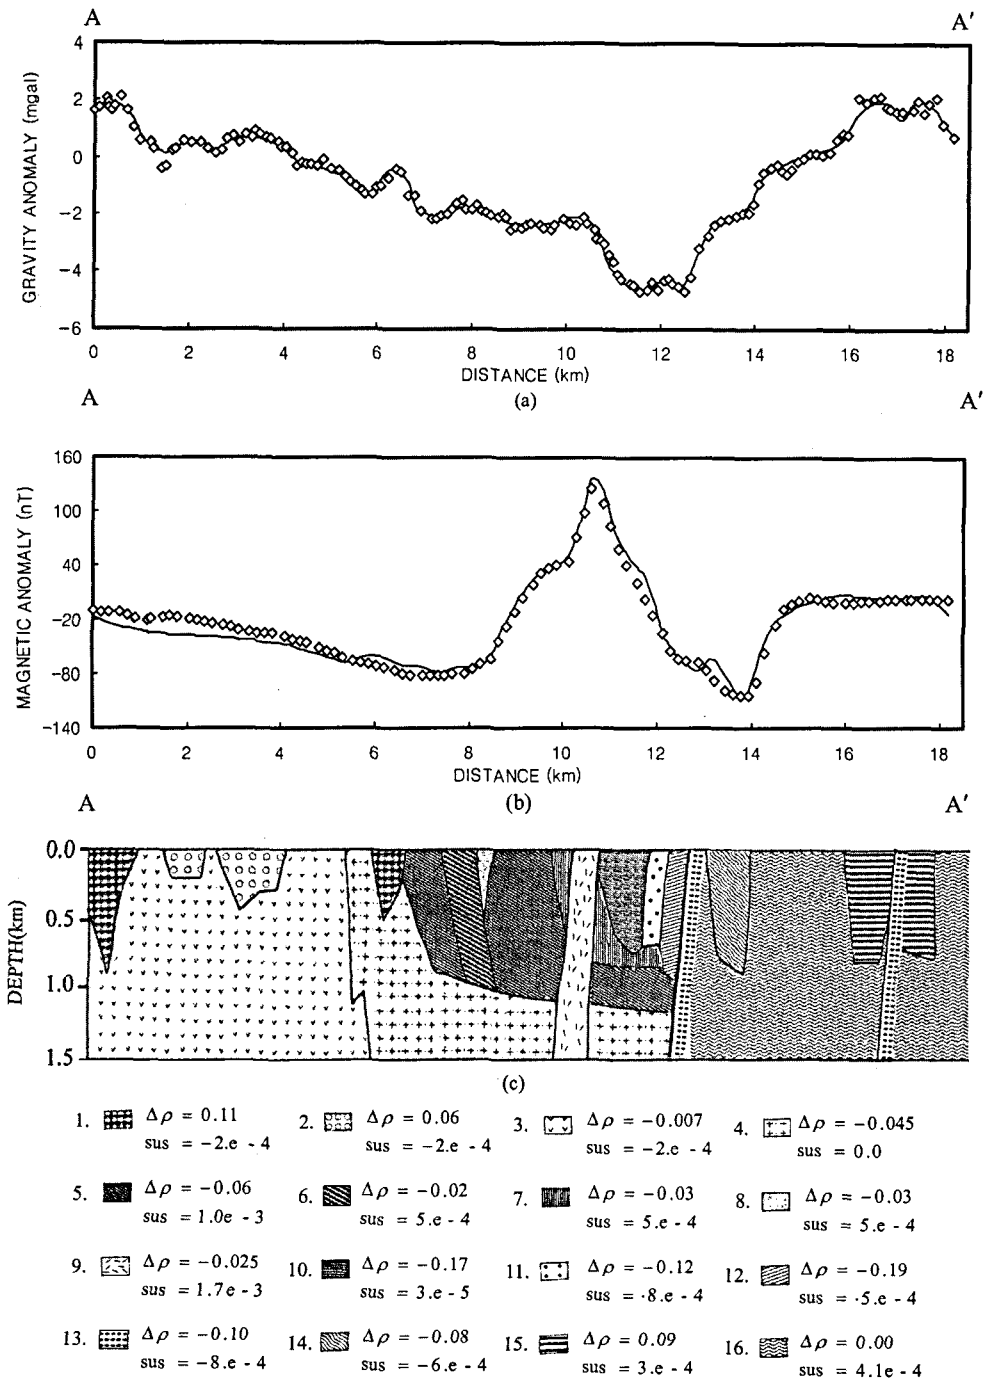 A A'
4
2
0
−2
−4
−6
GRAVITY ANOMALY (mgal)
0 2 4 6 8 10 12 14 16 18
DISTANCE (km)
(a)
A A'
160
100
40
−20
−80
−140
MAGNETIC ANOMALY (nT)
0 2 4 6 8 10 12 14 16 18
DISTANCE (km)
(b)
A A'
0.0
0.5
1.0
1.5
DEPTH(km)
(c)
1. Δρ = 0.11 2. Δρ = 0.06 3. Δρ = −0.007 4. Δρ = −0.045
sus = −2.e - 4 sus = −2.e - 4 sus = −2.e - 4 sus = 0.0
5. Δρ = −0.06 6. Δρ = −0.02 7. Δρ = −0.03 8. Δρ = −0.03
sus = 1.0e - 3 sus = 5.e - 4 sus = 5.e - 4 sus = 5.e - 4
9. Δρ = −0.025 10. Δρ = −0.17 11. Δρ = −0.12 12. Δρ = −0.19
sus = 1.7e - 3 sus = 3.e - 5 sus = ·8.e - 4 sus = ·5.e - 4
13. Δρ = −0.10 14. Δρ = −0.08 15. Δρ = 0.09 16. Δρ = 0.00
sus = −8.e - 4 sus = −6.e - 4 sus = 3.e - 4 sus = 4.1e - 4